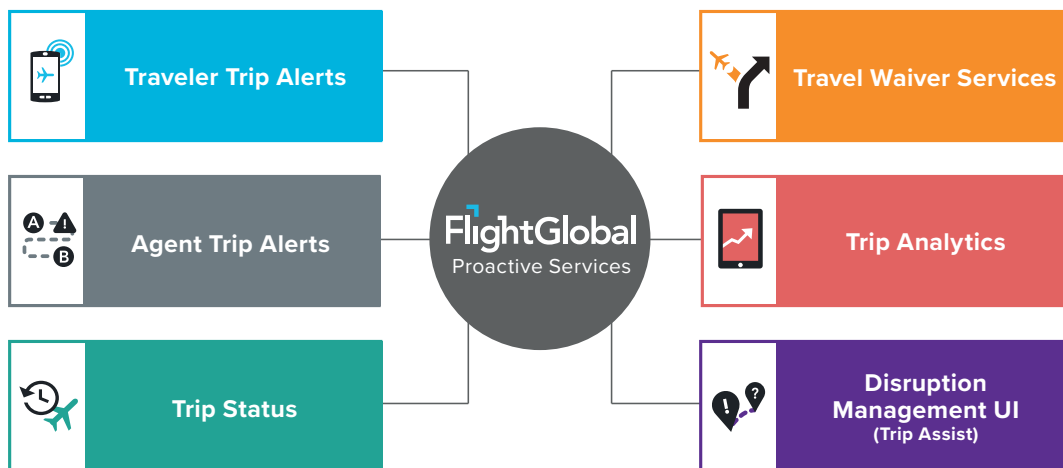 Traveler Trip Alerts
Agent Trip Alerts
A
!
B
Trip Status
FlightGlobal
Proactive Services
Travel Waiver Services
Trip Analytics
!
?
Disruption
Management UI
(Trip Assist)